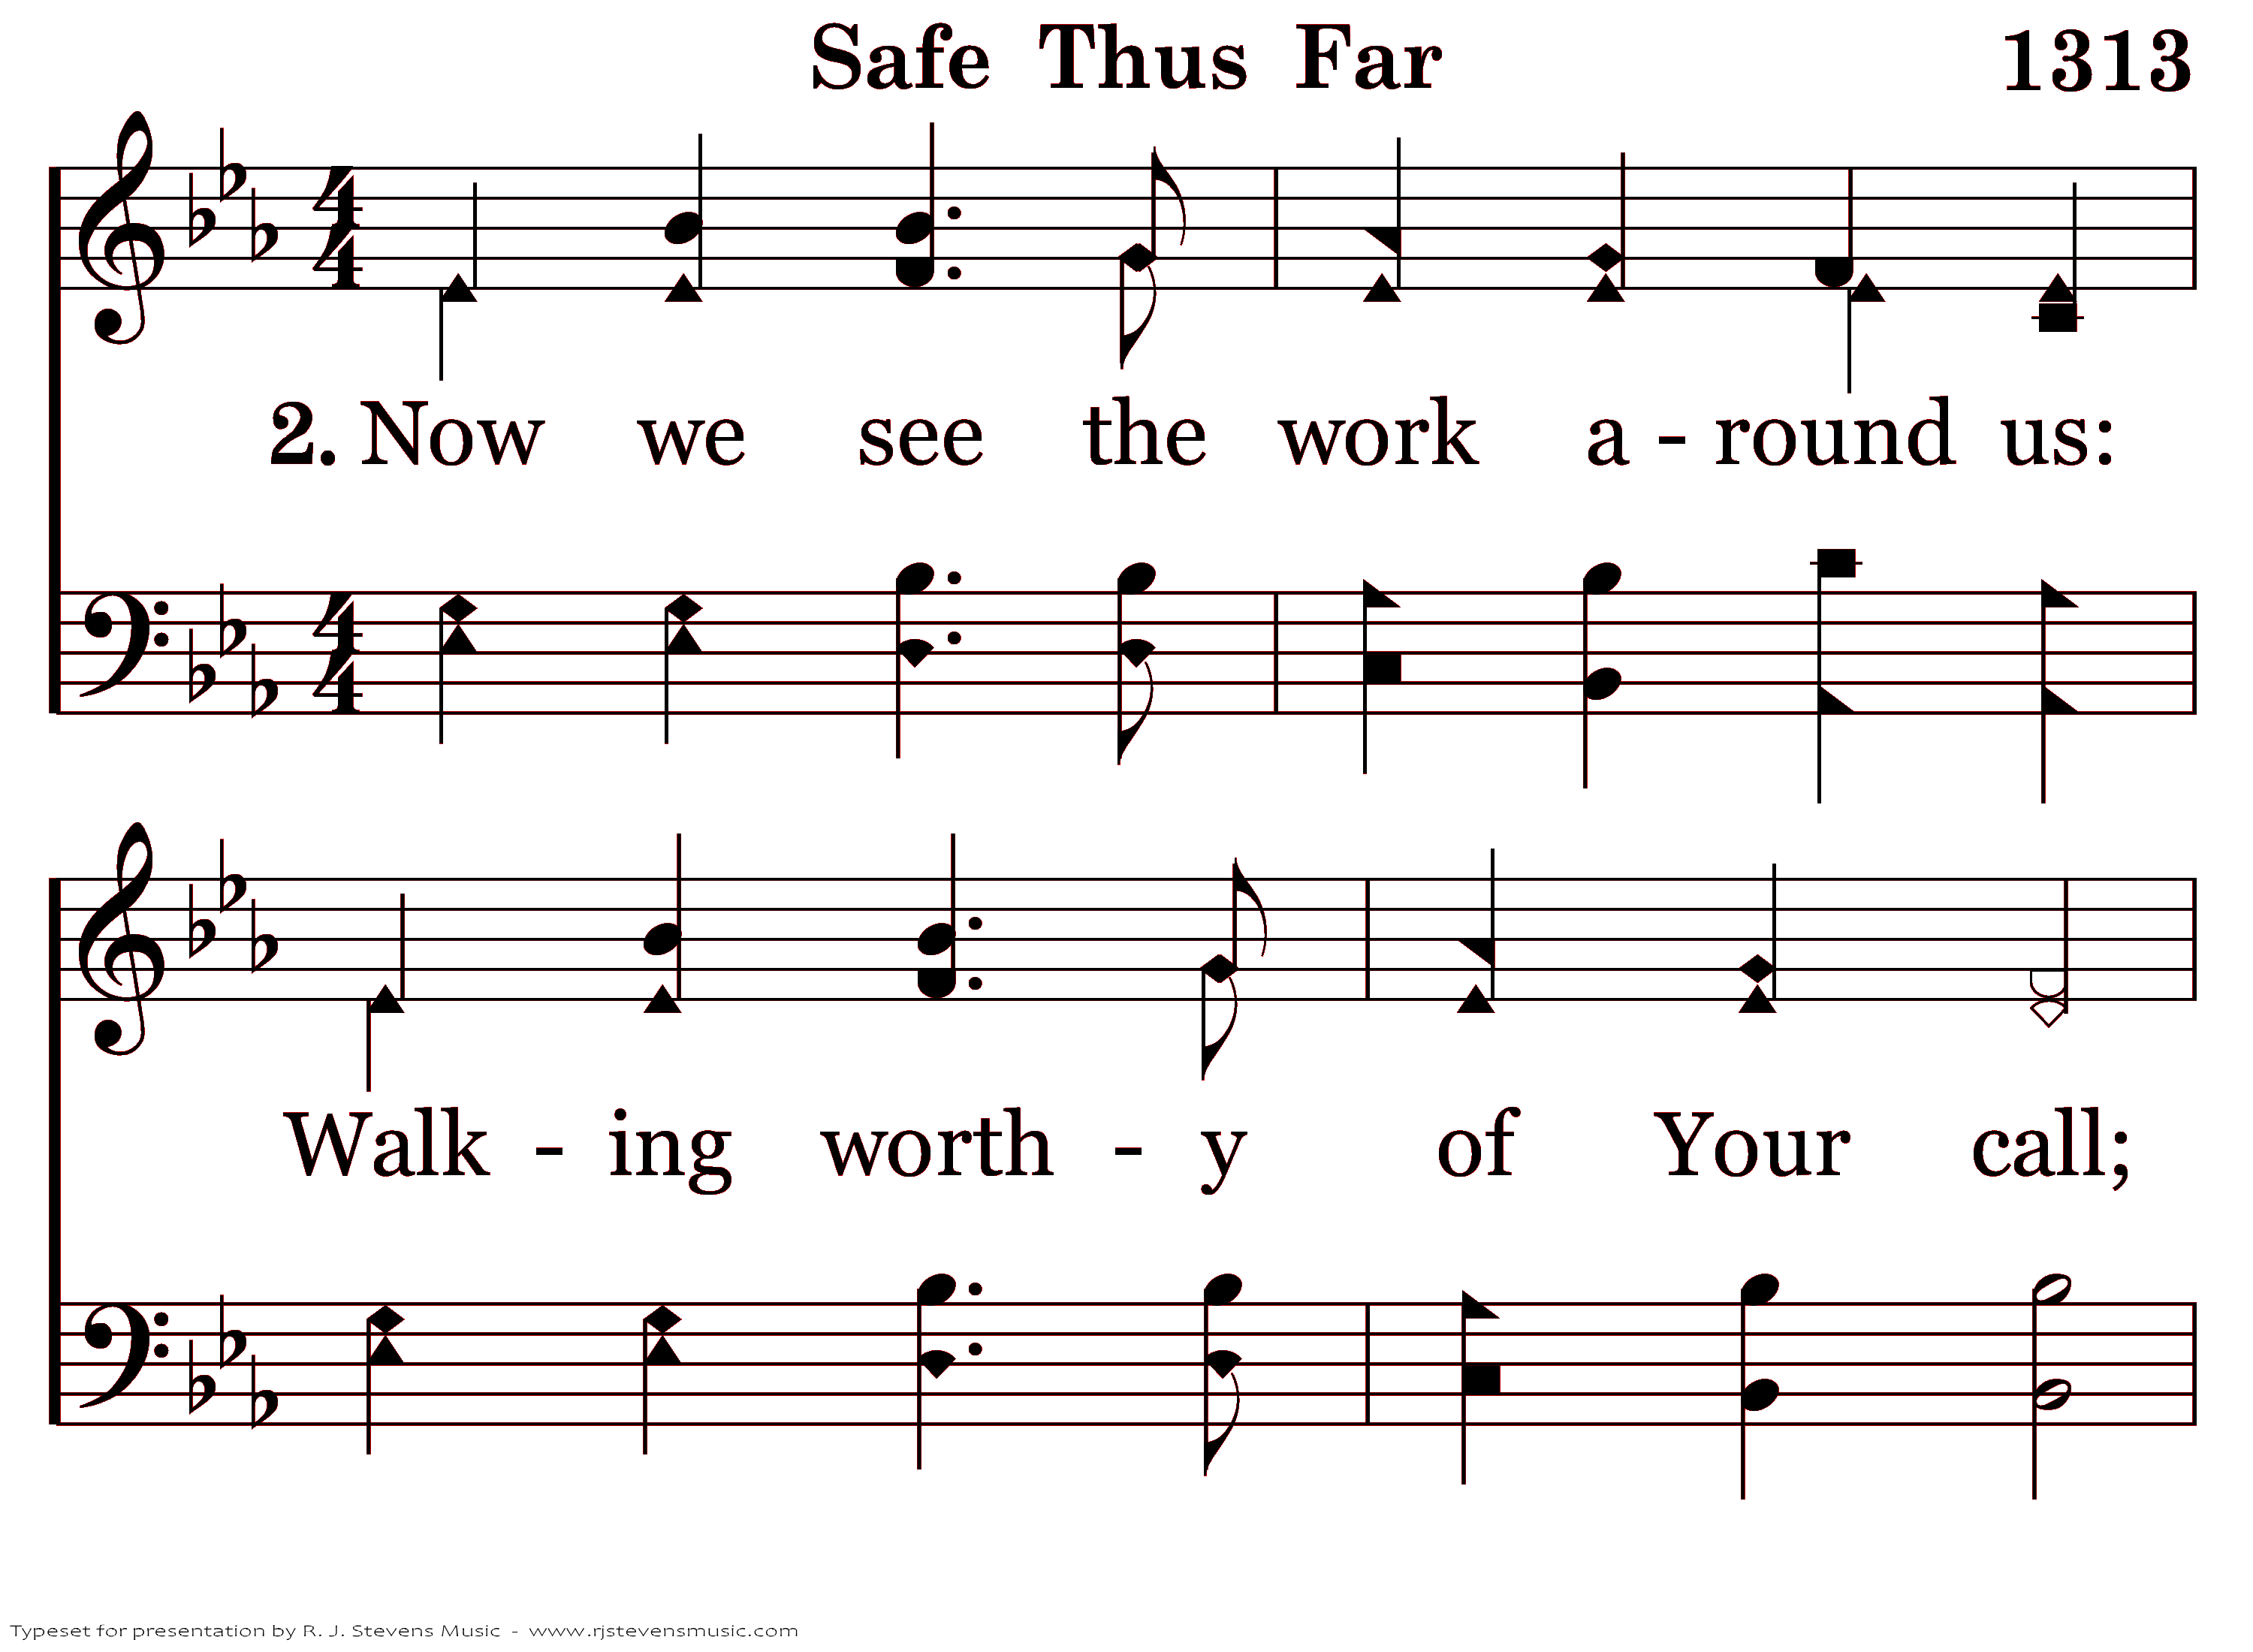 Safe Thus Far 1313
2. Now we see the work a - round us:
Walk - ing worth - y of Your call;
Typeset for presentation by R. J. Stevens Music - www.rjstevensmusic.com